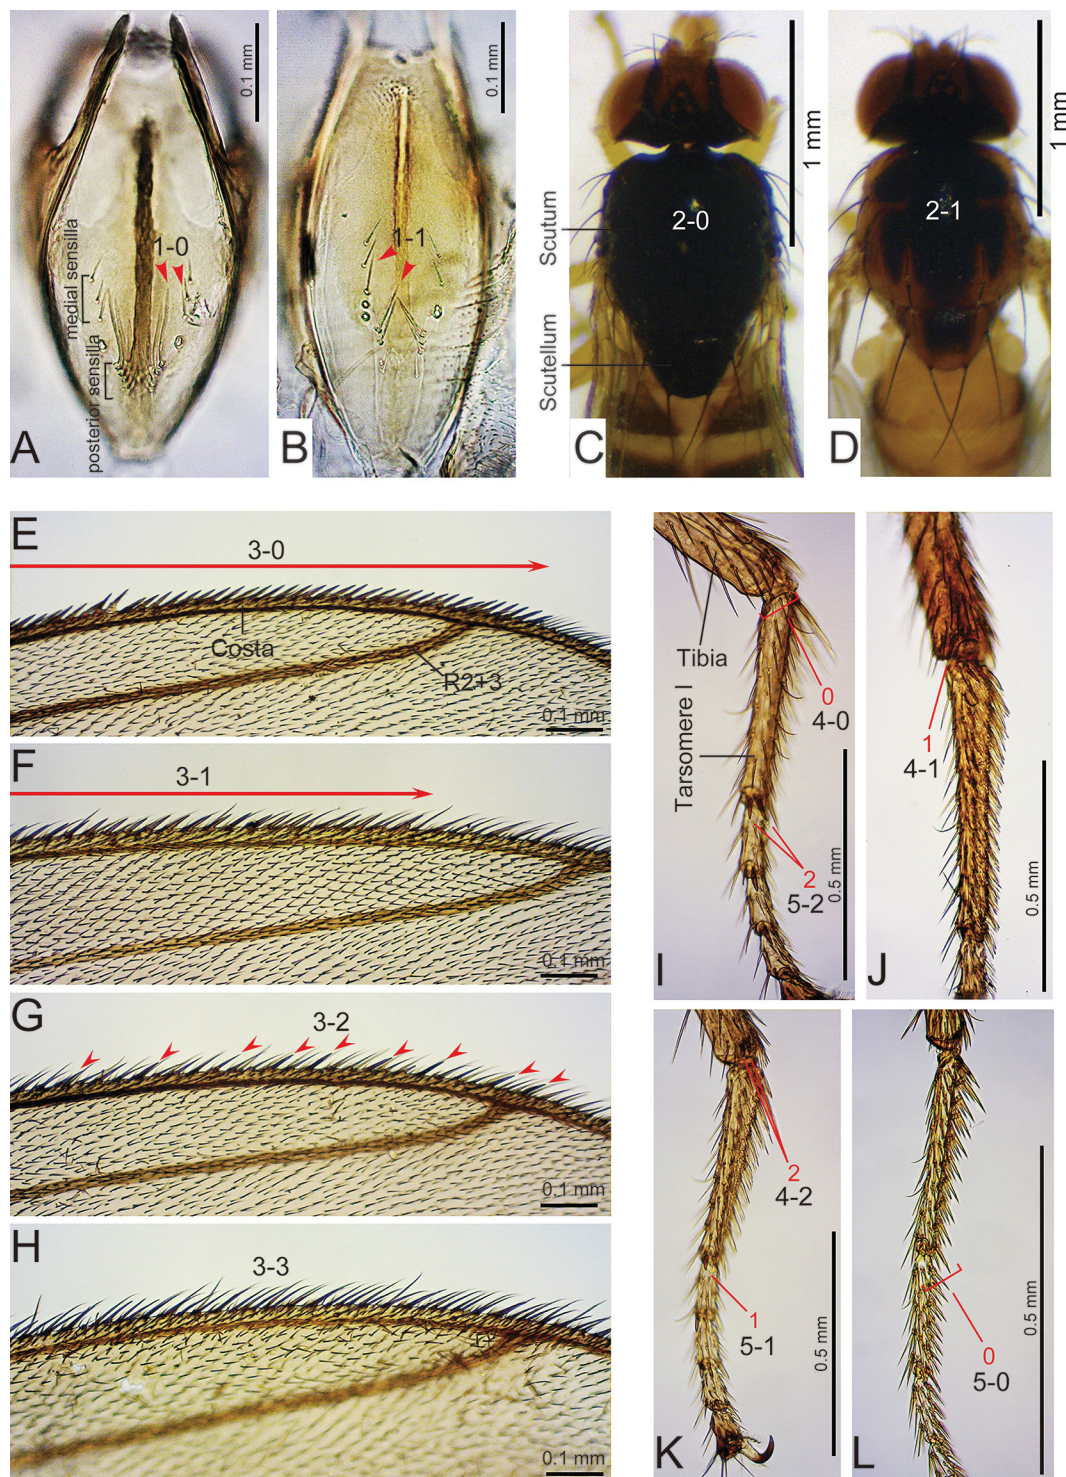 0.1 mm
medial sensilla
1-0
posterior sensilla
A
0.1 mm
1-1
B
Scutum
2-0
1 mm
Scutellum
C
2-1
1 mm
D
E
3-0
Costa
R2+3
0.1 mm
F
3-1
0.1 mm
G
3-2
0.1 mm
H
3-3
0.1 mm
Tibia
0
4-0
Tarsomere I
2
5-2
0.5 mm
I
1
4-1
0.5 mm
J
2
4-2
1
5-1
0.5 mm
K
0
5-0
0.5 mm
L